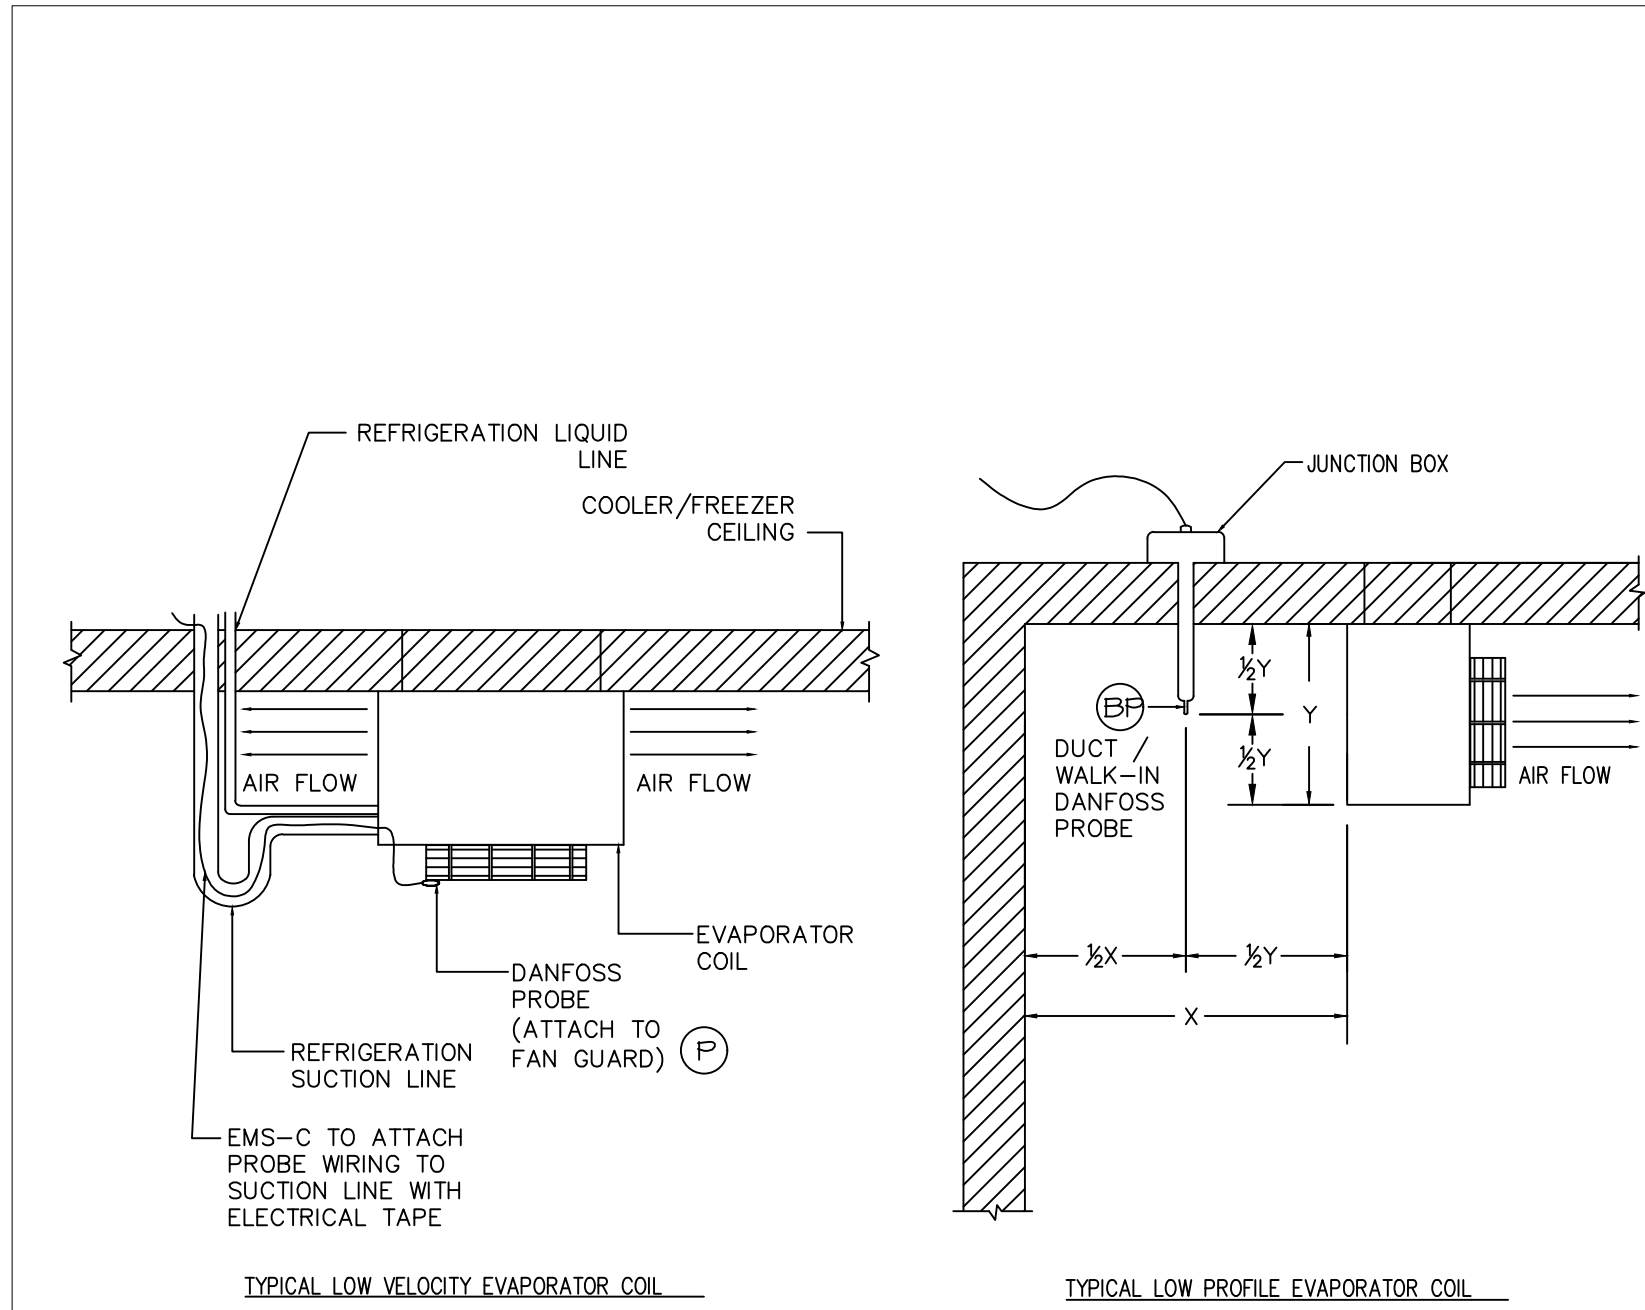 REFRIGERATION LIQUID
LINE
COOLER/FREEZER
CEILING
AIR FLOW
AIR FLOW
EVAPORATOR
COIL
DANFOSS
PROBE
(ATTACH TO
FAN GUARD)
P
REFRIGERATION
SUCTION LINE
EMS-C TO ATTACH
PROBE WIRING TO
SUCTION LINE WITH
ELECTRICAL TAPE
TYPICAL LOW VELOCITY EVAPORATOR COIL
JUNCTION BOX
½Y
Y
BP
DUCT /
WALK-IN
DANFOSS
PROBE
½Y
AIR FLOW
½X
½Y
X
TYPICAL LOW PROFILE EVAPORATOR COIL